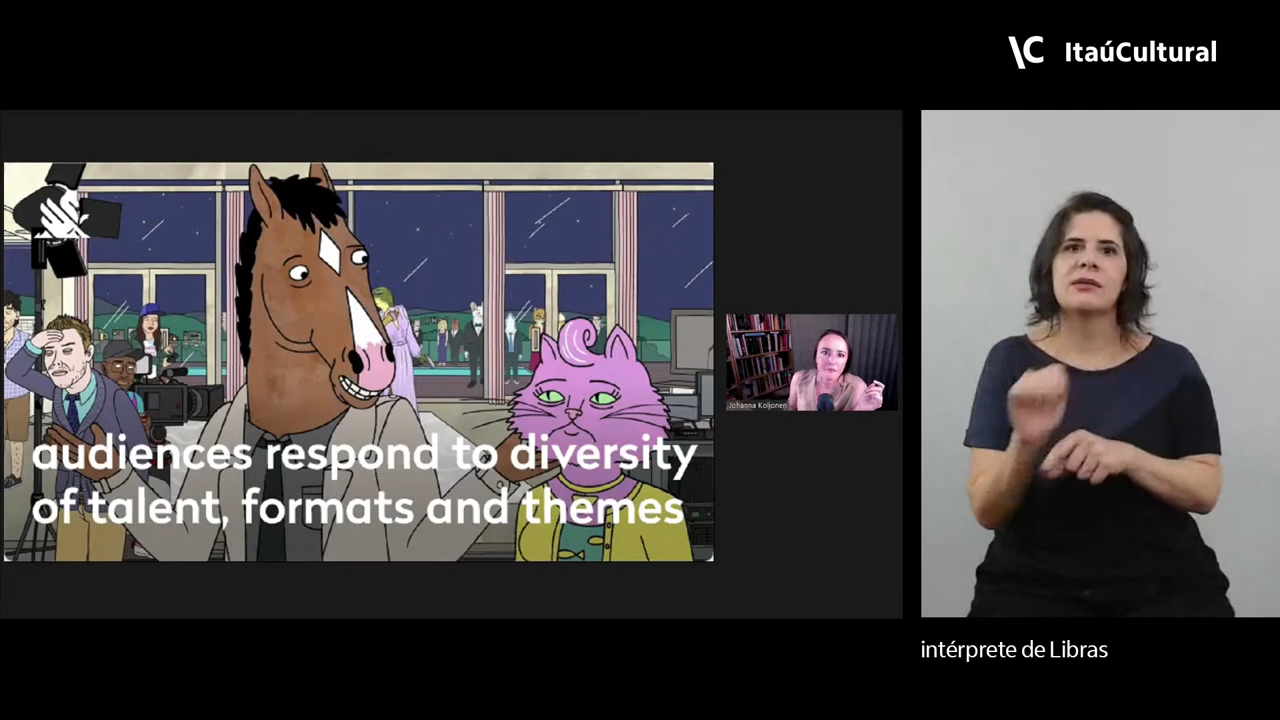 \C ItaúCultural
audiences respond to diversity
of talent, formats and themes
Johanna Koljonen
intérprete de Libras